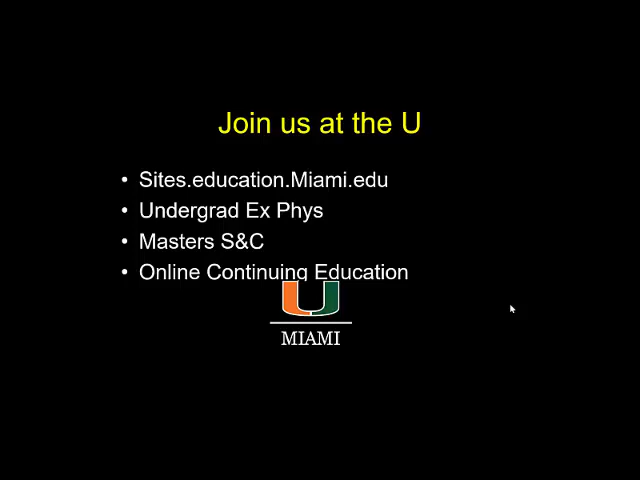 Join us at the U
• Sites.education.Miami.edu
• Undergrad Ex Phys
• Masters S&C
• Online Continuing Education
U
MIAMI